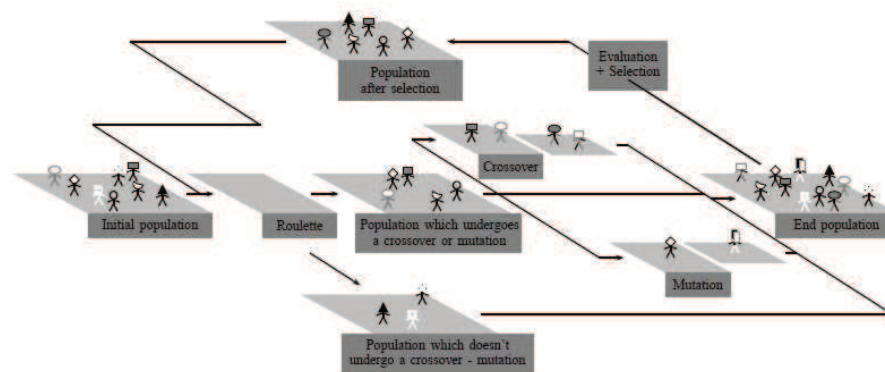 Population
after selection
Evaluation
+ Selection
Crossover
Initial population
Roulette
Population which undergoes
a crossover or mutation
End population
Mutation
Population which doesn't
undergo a crossover - mutation